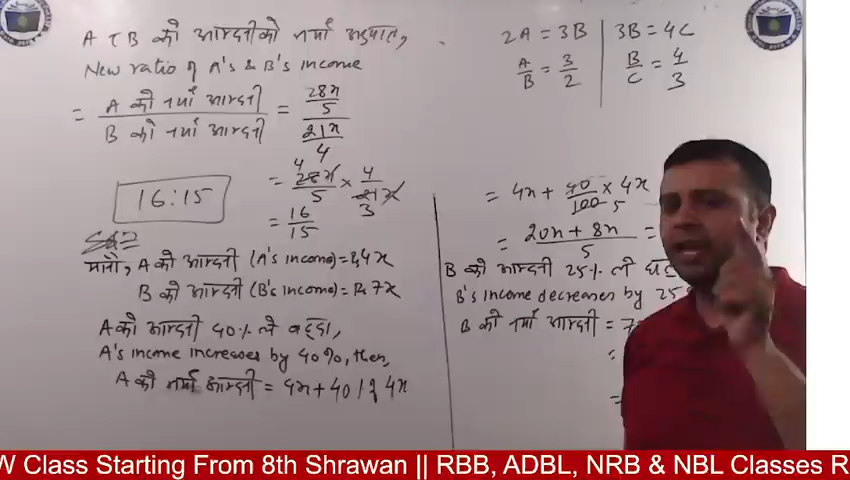 A र B को आम्दानीको नयाँ अनुपात,
New ratio of A's & B's income
= A को नयाँ आम्दानी / B को नयाँ आम्दानी = 28x/5 / 21x/4
= 28x/5 × 4/21x
4
3
= 16/15
16:15
मानौं, A को आम्दानी (A's income) = Rs 4x
B को आम्दानी (B's income) = Rs 7x
A को आम्दानी 40% ले बढ्दा,
A's income increases by 40%, then,
A को नयाँ आम्दानी = 4x + 40% of 4x
2A = 3B
A/B = 3/2
3B = 4C
B/C = 4/3
= 4x + 40/100 × 4x
5
= 20x + 8x / 5 =
B को आम्दानी 25% ले
B's income decreases by 25
B को नयाँ आम्दानी = 7
=
=
W Class Starting From 8th Shrawan || RBB, ADBL, NRB & NBL Classes R